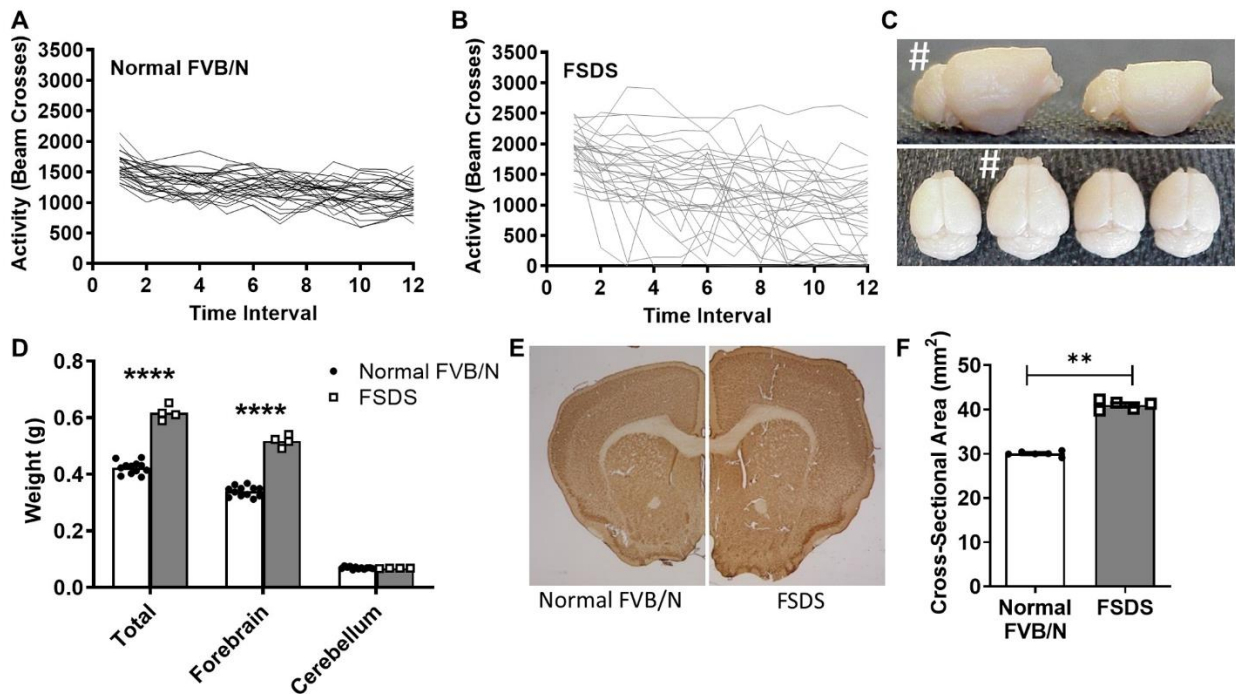 A
Normal FVB/N
Activity (Beam Crosses)
3500
3000
2500
2000
1500
1000
500
0
0 2 4 6 8 10 12
Time Interval
B
FSDS
Activity (Beam Crosses)
3500
3000
2500
2000
1500
1000
500
0
0 2 4 6 8 10 12
Time Interval
C
#
#
D
Weight (g)
0.8
0.6
0.4
0.2
0.0
****
****
Normal FVB/N
FSDS
Total
Forebrain
Cerebellum
E
Normal FVB/N
FSDS
F
Cross-Sectional Area (mm²)
50
40
30
20
10
0
**
Normal
FVB/N
FSDS